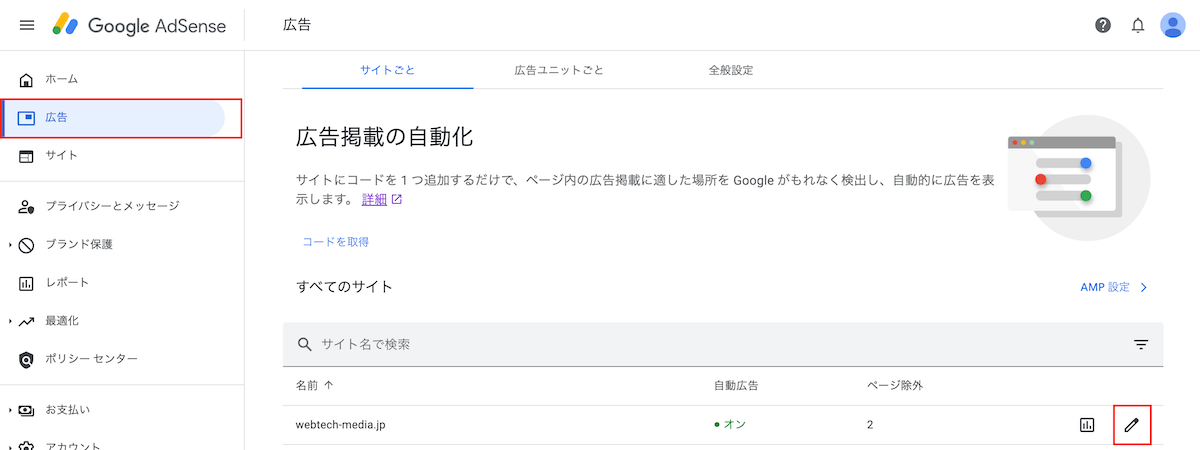 Google AdSense
広告
ホーム
広告
サイト
プライバシーとメッセージ
ブランド保護
レポート
最適化
ポリシー センター
お支払い
アカウント
サイトごと
広告ユニットごと
全般設定
広告掲載の自動化
サイトにコードを 1 つ追加するだけで、ページ内の広告掲載に適した場所を Google がもれなく検出し、自動的に広告を表
示します。 詳細
コードを取得
すべてのサイト
AMP 設定
サイト名で検索
名前 自動広告 ページ除外
webtech-media.jp オン 2